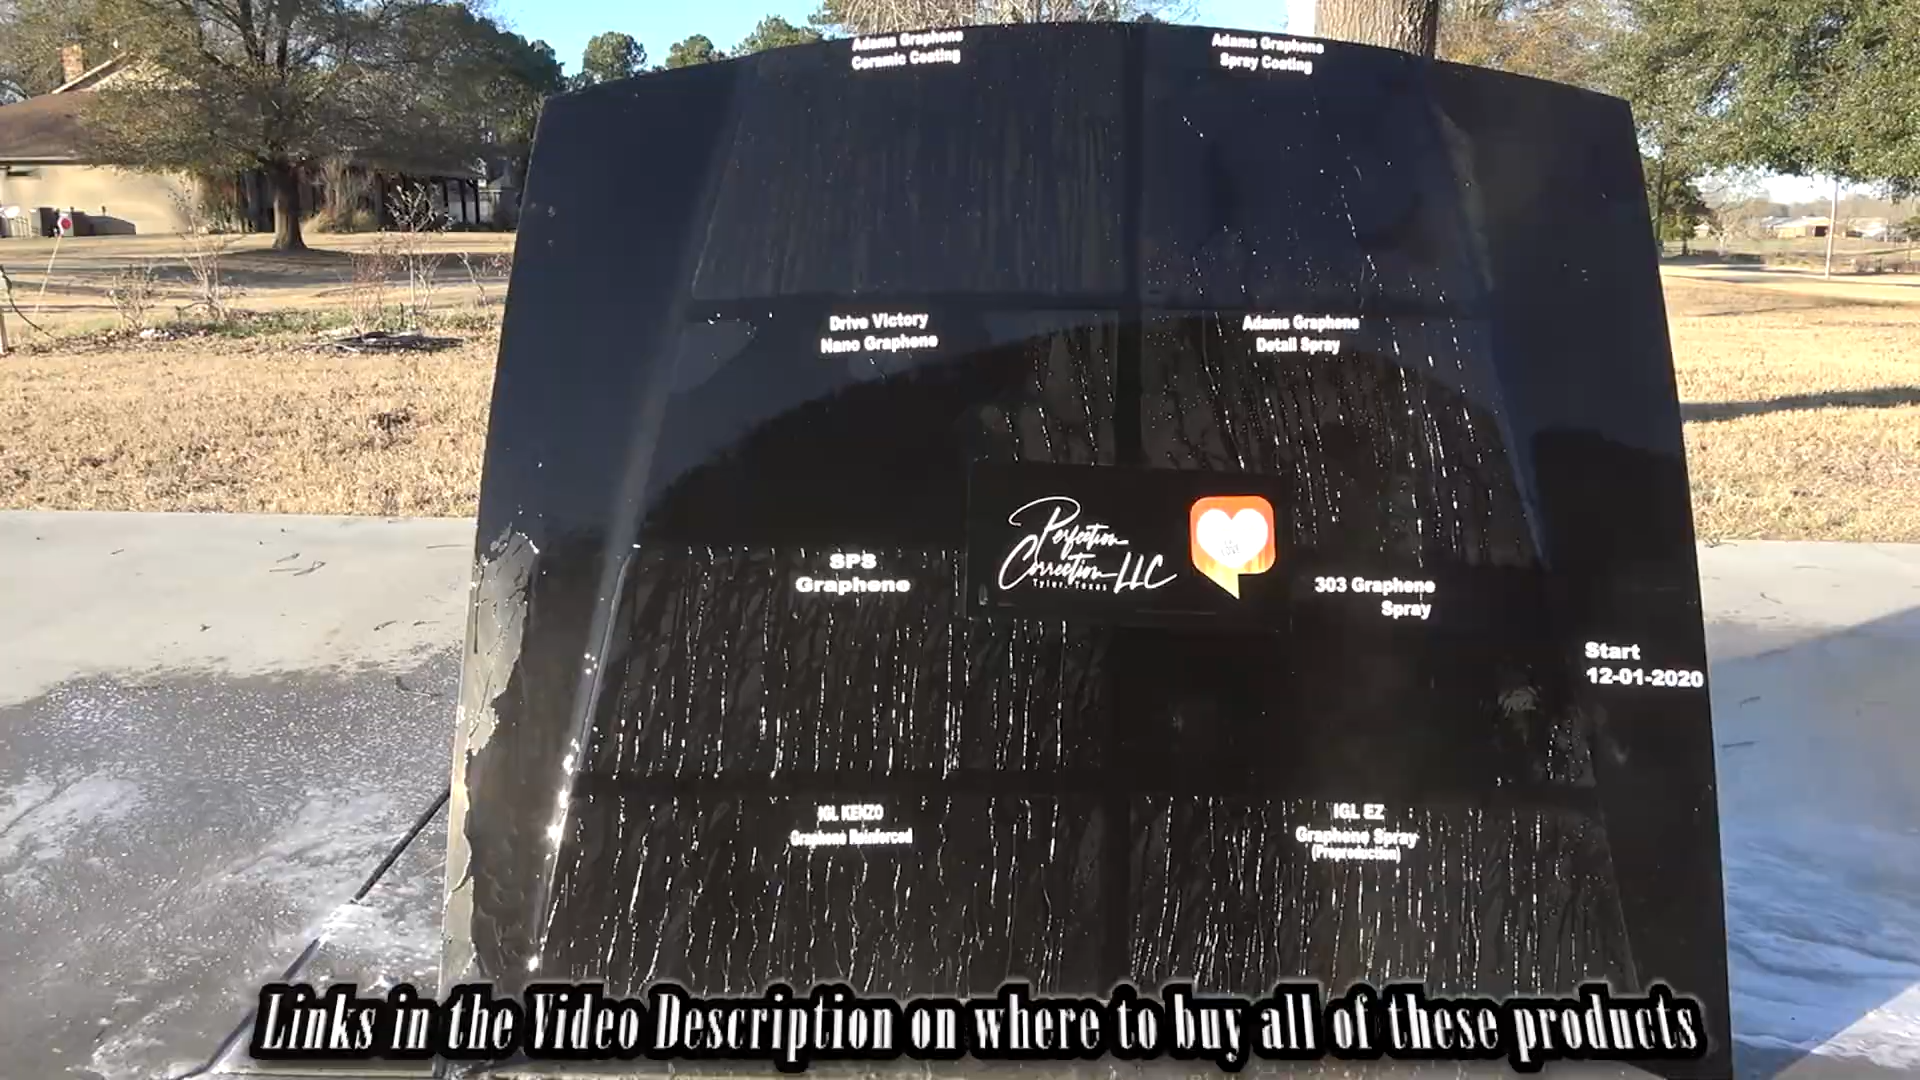 Adams Graphene
Ceramic Coating
Adams Graphene
Spray Coating
Drive Victory
Nano Graphene
Adams Graphene
Detail Spray
Perfection
Correction LLC
Tyler, Texas
SPS
Graphene
303 Graphene
Spray
Start
12-01-2020
IGL KENZO
Graphene Reinforced
IGL EZ
Graphene Spray
(Preproduction)
Links in the Video Description on where to buy all of these products